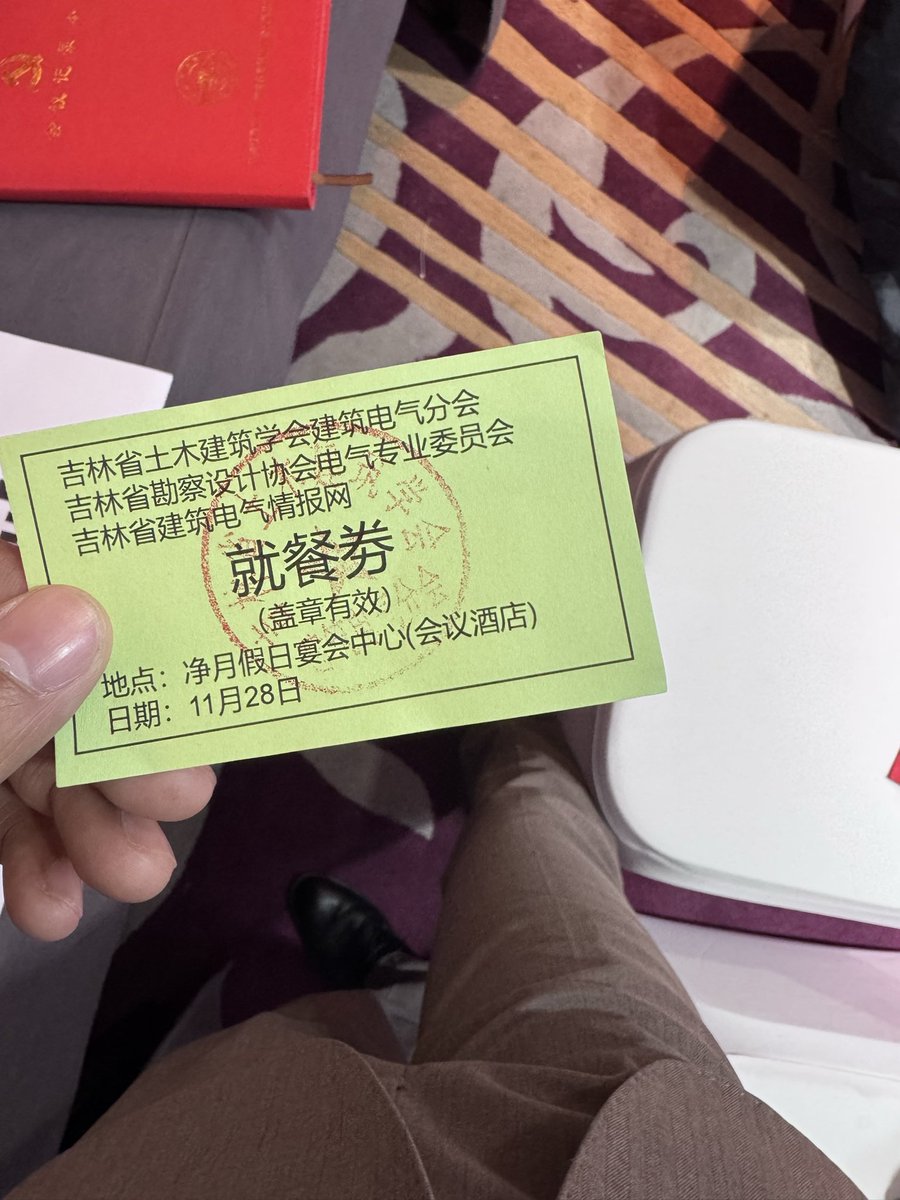 吉林省土木建筑学会建筑电气分会
吉林省勘察设计协会电气专业委员会
吉林省建筑电气情报网
就餐券
(盖章有效)
地点：净月假日宴会中心(会议酒店)
日期：11月28日